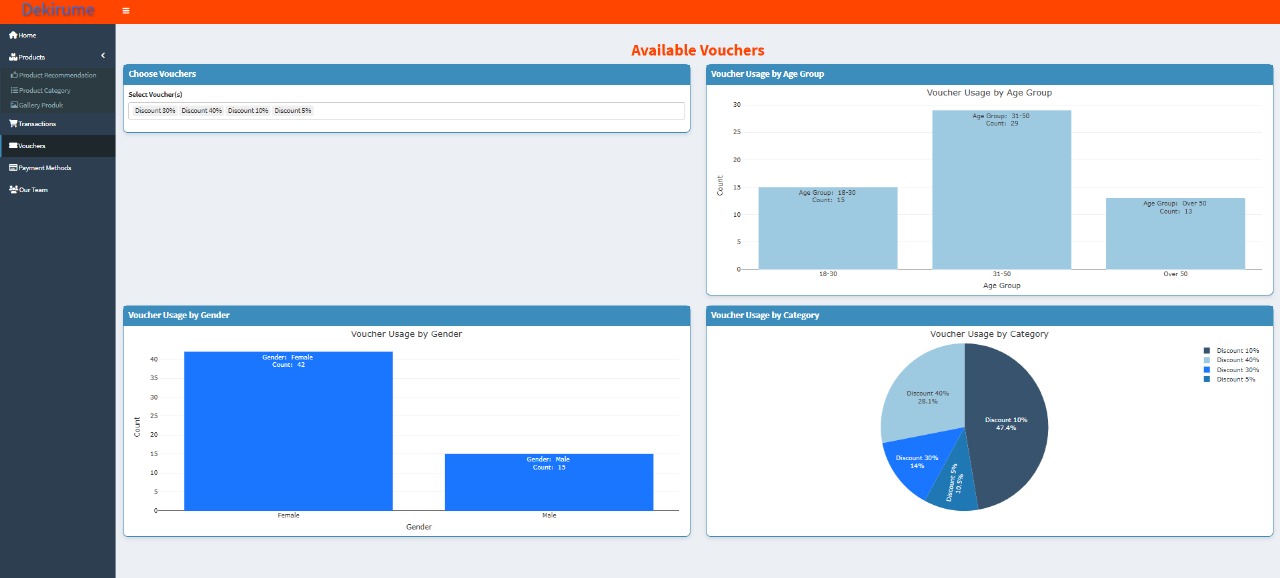 Dekirume
Home
Products
Product Recommendation
Product Category
Gallery Produk
Transactions
Vouchers
Payment Methods
Our Team
Available Vouchers
Choose Vouchers
Select Voucher(s)
Discount 30% Discount 40% Discount 10% Discount 5%
Voucher Usage by Age Group
Voucher Usage by Age Group
30
25
20
15
10
5
0
Count
Age Group: 18-30
Count: 15
Age Group: 31-50
Count: 29
Age Group: Over 50
Count: 13
18-30 31-50 Over 50
Age Group
Voucher Usage by Gender
Voucher Usage by Gender
40
35
30
25
20
15
10
5
0
Count
Gender: Female
Count: 42
Gender: Male
Count: 15
Female Male
Gender
Voucher Usage by Category
Voucher Usage by Category
Discount 10%
47.4%
Discount 40%
28.1%
Discount 30%
14%
Discount 5%
10.5%
Discount 10%
Discount 40%
Discount 30%
Discount 5%